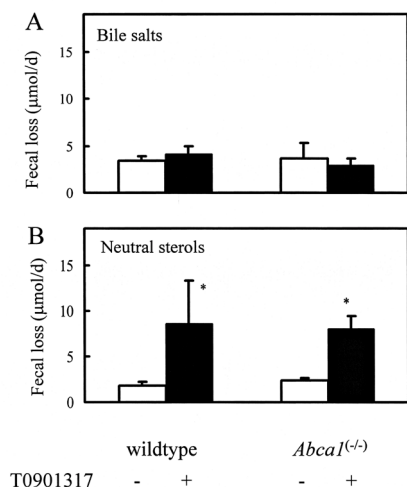 A
Bile salts
Fecal loss (μmol/d)
15
10
5
0
B
Neutral sterols
Fecal loss (μmol/d)
15
10
5
0
*
*
wildtype Abca1(-/-)
T0901317 - + - +